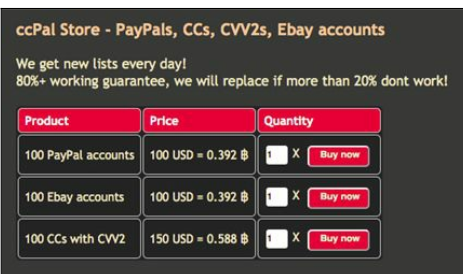 ccPal Store - PayPals, CCs, CVV2s, Ebay accounts
We get new lists every day!
80%+ working guarantee, we will replace if more than 20% dont work!
Product Price Quantity
100 PayPal accounts 100 USD = 0.392 ฿ 1 X Buy now
100 Ebay accounts 100 USD = 0.392 ฿ 1 X Buy now
100 CCs with CVV2 150 USD = 0.588 ฿ 1 X Buy now